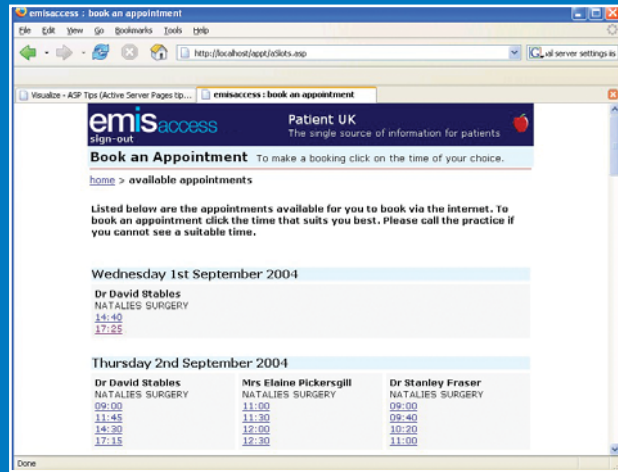 emisaccess : book an appointment
File Edit View Go Bookmarks Tools Help
http://localhost/appt/aSlots.asp
al server settings is
Visualize - ASP Tips (Active Server Pages tip... emisaccess : book an appointment
emisaccess
sign-out
Patient UK
The single source of information for patients
Book an Appointment To make a booking click on the time of your choice.
home > available appointments
Listed below are the appointments available for you to book via the internet. To
book an appointment click the time that suits you best. Please call the practice if
you cannot see a suitable time.
Wednesday 1st September 2004
Dr David Stables
NATALIES SURGERY
14:40
17:25
Thursday 2nd September 2004
Dr David Stables Mrs Elaine Pickersgill Dr Stanley Fraser
NATALIES SURGERY NATALIES SURGERY NATALIES SURGERY
09:00 11:00 09:00
11:45 11:30 09:40
14:30 12:00 10:20
17:15 12:30 11:00
Done